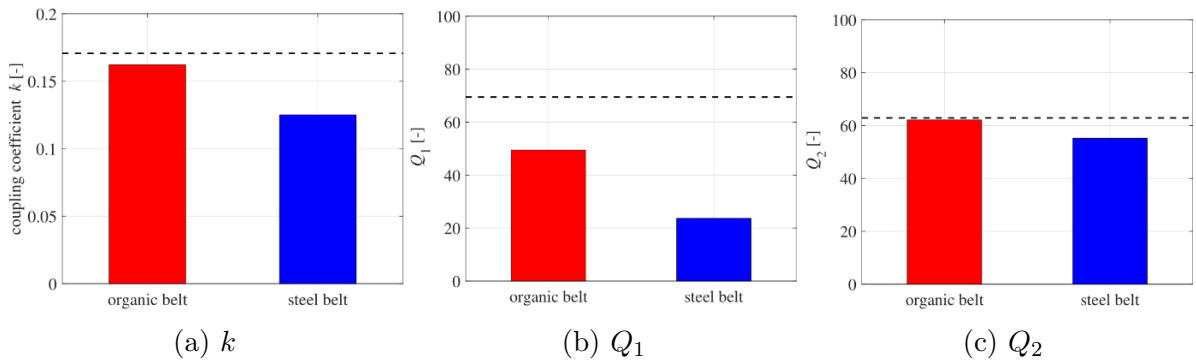 0.2
0.15
0.1
0.05
0
coupling coefficient k [-]
organic belt
steel belt
(a) k
100
80
60
40
20
0
Q₁ [-]
organic belt
steel belt
(b) Q₁
100
80
60
40
20
0
Q₂ [-]
organic belt
steel belt
(c) Q₂